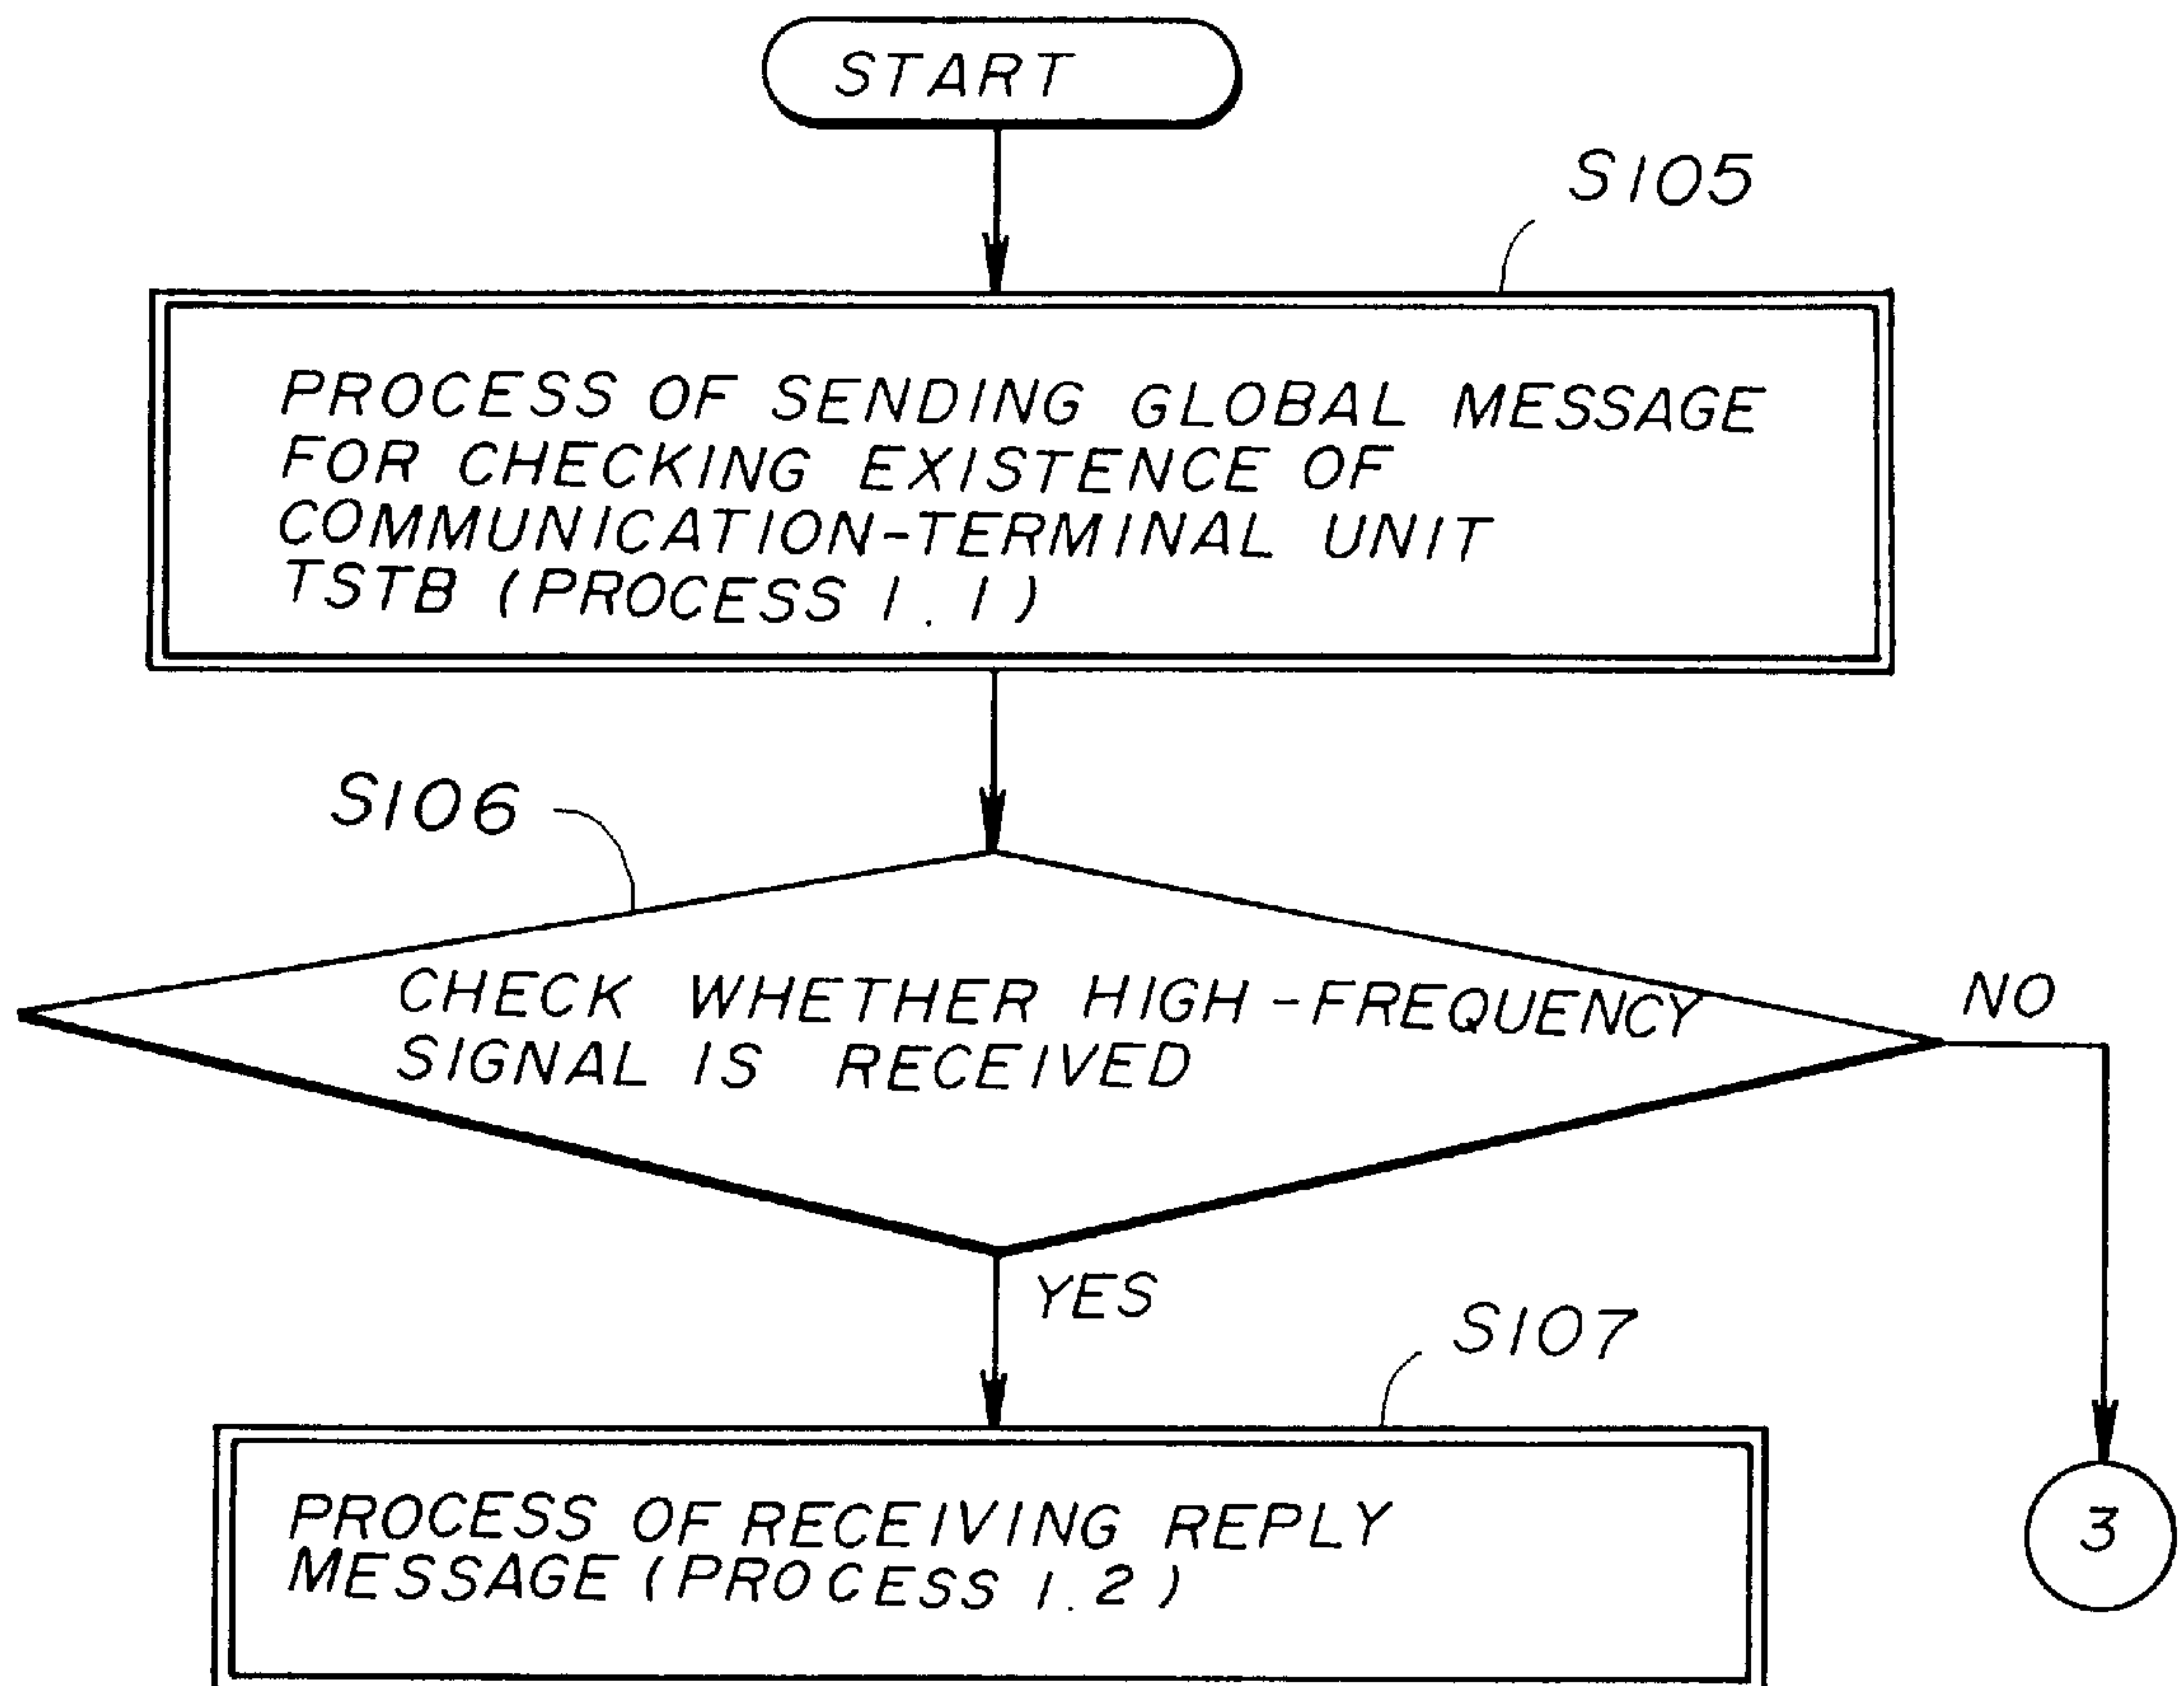 START
S105
PROCESS OF SENDING GLOBAL MESSAGE
FOR CHECKING EXISTENCE OF
COMMUNICATION-TERMINAL UNIT
TSTB (PROCESS 1.1)
S106
CHECK WHETHER HIGH-FREQUENCY
SIGNAL IS RECEIVED
NO
YES
S107
PROCESS OF RECEIVING REPLY
MESSAGE (PROCESS 1.2)
3